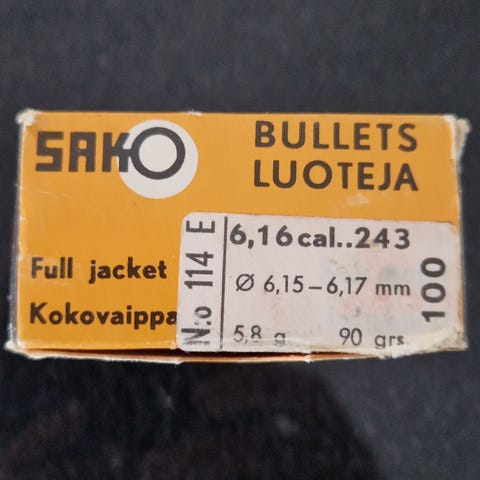 SAKO
BULLETS
LUOTEJA
Full jacket
Kokovaippa
N:o 114 E
6,16 cal..243
Ø 6,15-6,17 mm
5,8 g 90 grs.
100